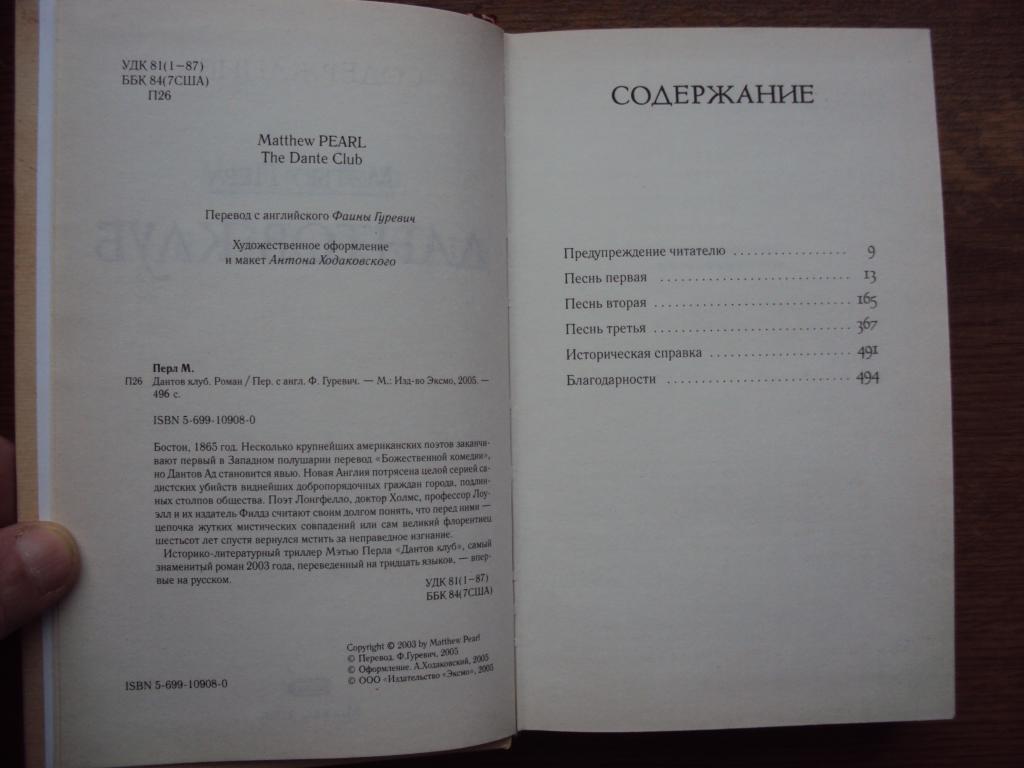 УДК 81(1–87)
ББК 84(7США)
П26
Matthew PEARL
The Dante Club
Перевод с английского Фаины Гуревич
Художественное оформление
и макет Антона Ходаковского
Перл М.
П26 Дантов клуб. Роман / Пер. с англ. Ф. Гуревич. — М.: Изд-во Эксмо, 2005. —
496 с.
ISBN 5-699-10908-0
Бостон, 1865 год. Несколько крупнейших американских поэтов заканчи-
вают первый в Западном полушарии перевод «Божественной комедии»,
но Дантов Ад становится явью. Новая Англия потрясена целой серией са-
дистских убийств виднейших добропорядочных граждан города, подлин-
ных столпов общества. Поэт Лонгфелло, доктор Холмс, профессор Лоу-
элл и их издатель Филдз считают своим долгом понять, что перед ними —
цепочка жутких мистических совпадений или сам великий флорентиец
шестьсот лет спустя вернулся мстить за неправедное изгнание.
Историко-литературный триллер Мэтью Перла «Дантов клуб», самый
знаменитый роман 2003 года, переведенный на тридцать языков, — впер-
вые на русском.
УДК 81(1–87)
ББК 84(7США)
Copyright © 2003 by Matthew Pearl
© Перевод. Ф.Гуревич, 2005
© Оформление. А.Ходаковский, 2005
© ООО «Издательство «Эксмо», 2005
ISBN 5-699-10908-0
СОДЕРЖАНИЕ
Предупреждение читателю . . . . . . . . . . . . . . . . . 9
Песнь первая . . . . . . . . . . . . . . . . . . . . . . . . . . . . 13
Песнь вторая . . . . . . . . . . . . . . . . . . . . . . . . . . . . 165
Песнь третья . . . . . . . . . . . . . . . . . . . . . . . . . . . . 367
Историческая справка . . . . . . . . . . . . . . . . . . . . 491
Благодарности . . . . . . . . . . . . . . . . . . . . . . . . . . 494